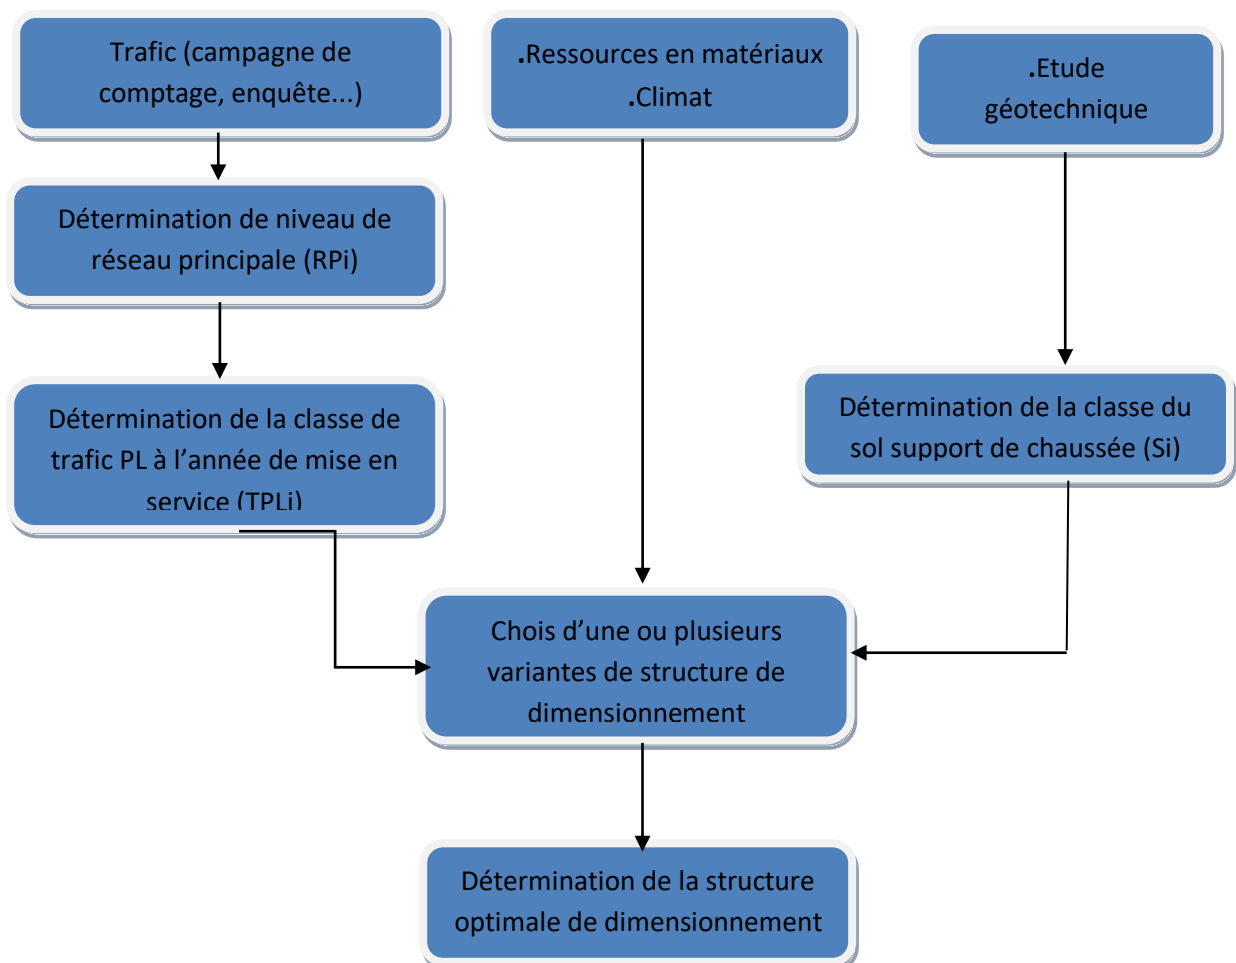 Trafic (campagne de
comptage, enquête...)
.Ressources en matériaux
.Climat
.Etude
géotechnique
Détermination de niveau de
réseau principale (RPi)
Détermination de la classe de
trafic PL à l’année de mise en
service (TPLi)
Détermination de la classe du
sol support de chaussée (Si)
Chois d’une ou plusieurs
variantes de structure de
dimensionnement
Détermination de la structure
optimale de dimensionnement